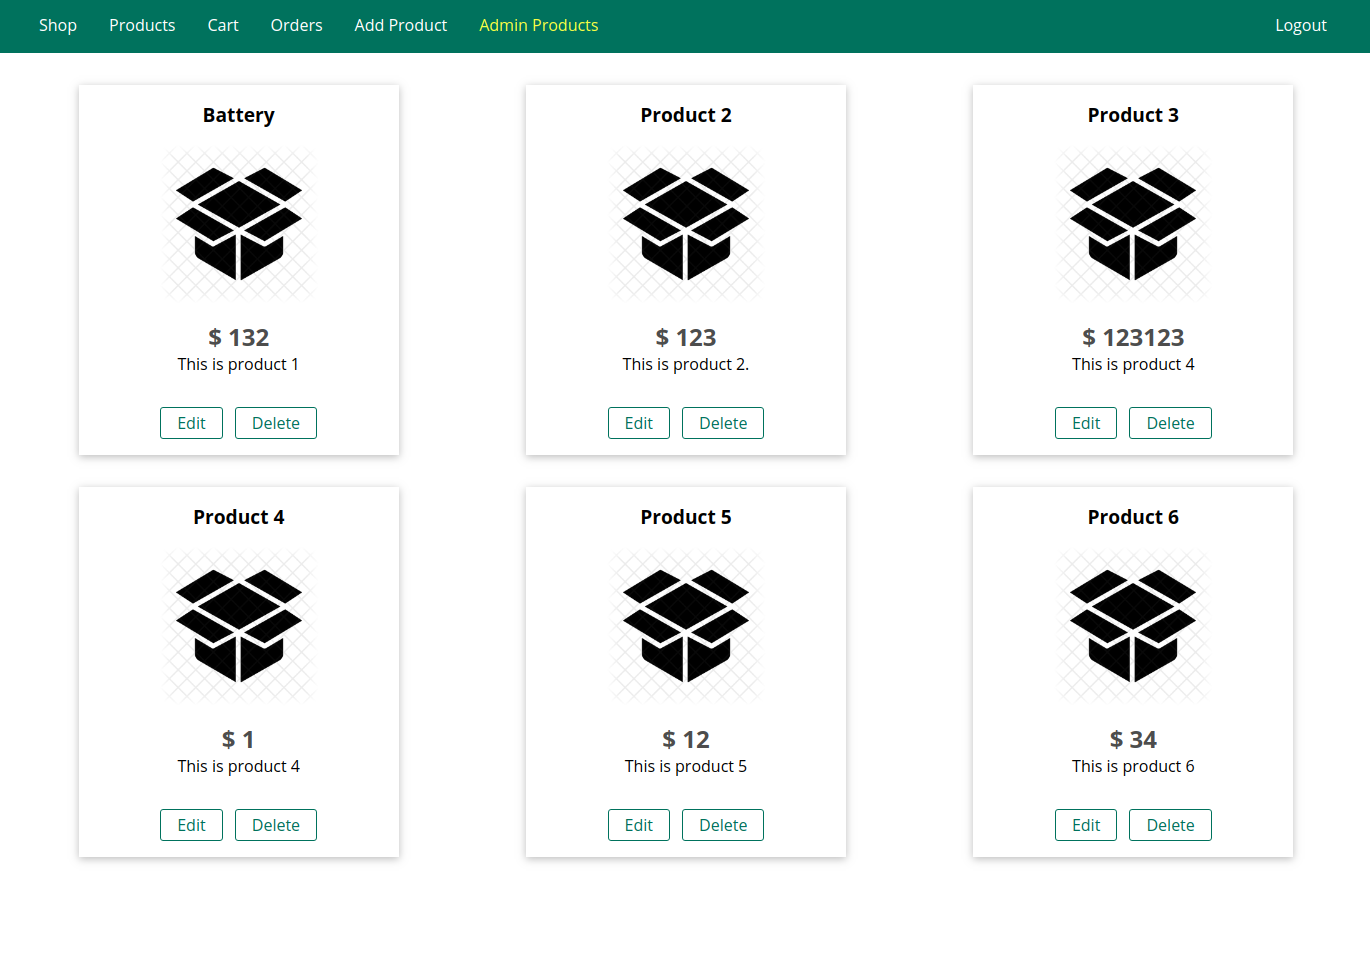 Shop Products Cart Orders Add Product Admin Products Logout
Battery Product 2 Product 3
$ 132 $ 123 $ 123123
This is product 1 This is product 2. This is product 4
Edit Delete Edit Delete Edit Delete
Product 4 Product 5 Product 6
$ 1 $ 12 $ 34
This is product 4 This is product 5 This is product 6
Edit Delete Edit Delete Edit Delete